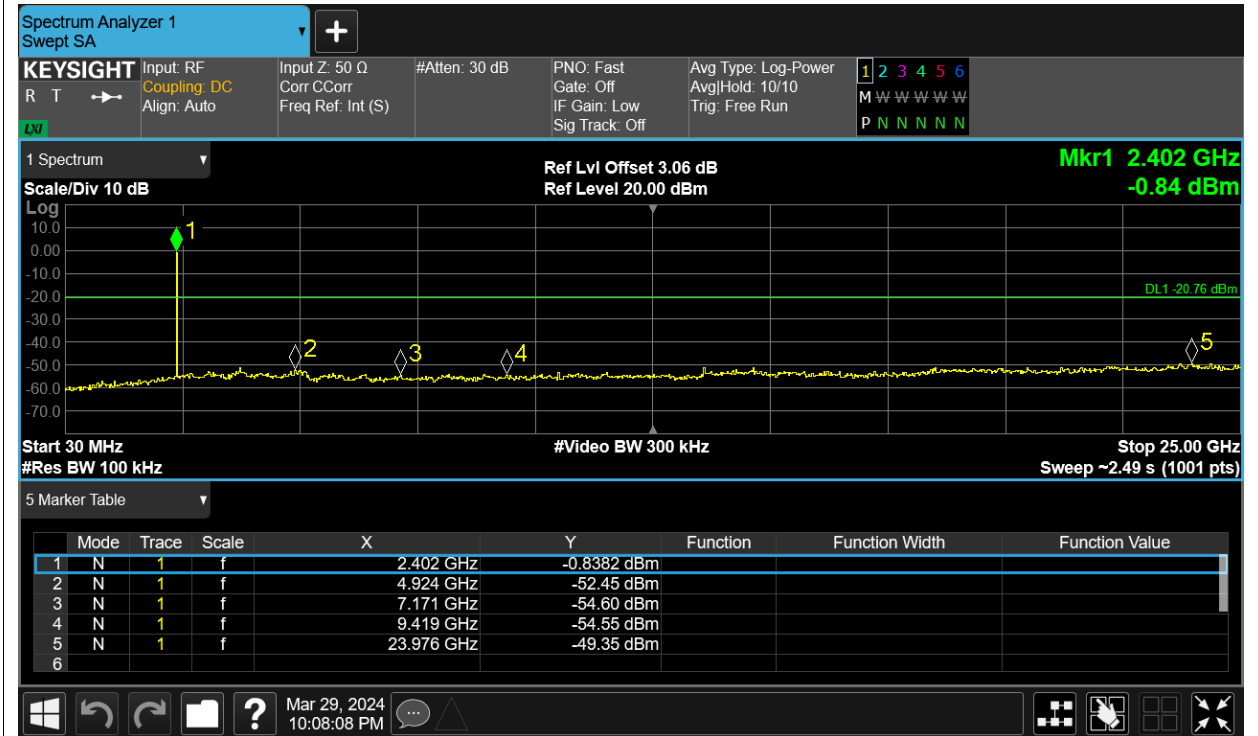 Spectrum Analyzer 1
Swept SA
+
KEYSIGHT Input: RF Input Z: 50 Ω #Atten: 30 dB PNO: Fast Avg Type: Log-Power 1 2 3 4 5 6
R T Coupling: DC Corr CCorr Gate: Off Avg|Hold: 10/10 M W W W W W
Align: Auto Freq Ref: Int (S) IF Gain: Low Trig: Free Run
LXI Sig Track: Off P N N N N N
1 Spectrum Ref Lvl Offset 3.06 dB Mkr1 2.402 GHz
Scale/Div 10 dB Ref Level 20.00 dBm -0.84 dBm
Log
10.0 1
0.00
-10.0
-20.0 DL1 -20.76 dBm
-30.0
-40.0 2 3 4 5
-50.0
-60.0
-70.0
Start 30 MHz #Video BW 300 kHz Stop 25.00 GHz
#Res BW 100 kHz Sweep ~2.49 s (1001 pts)
5 Marker Table
Mode Trace Scale X Y Function Function Width Function Value
1 N 1 f 2.402 GHz -0.8382 dBm
2 N 1 f 4.924 GHz -52.45 dBm
3 N 1 f 7.171 GHz -54.60 dBm
4 N 1 f 9.419 GHz -54.55 dBm
5 N 1 f 23.976 GHz -49.35 dBm
6
? Mar 29, 2024
10:08:08 PM